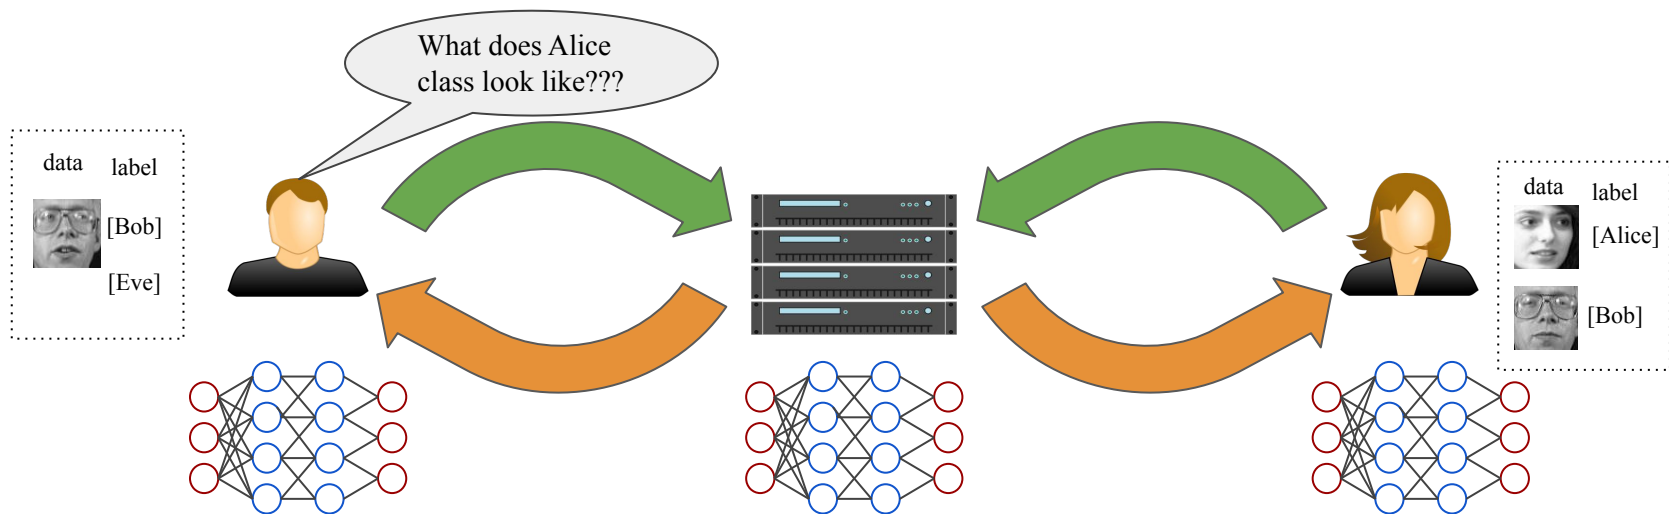 What does Alice
class look like???
data label
[Bob]
[Eve]
data label
[Alice]
[Bob]